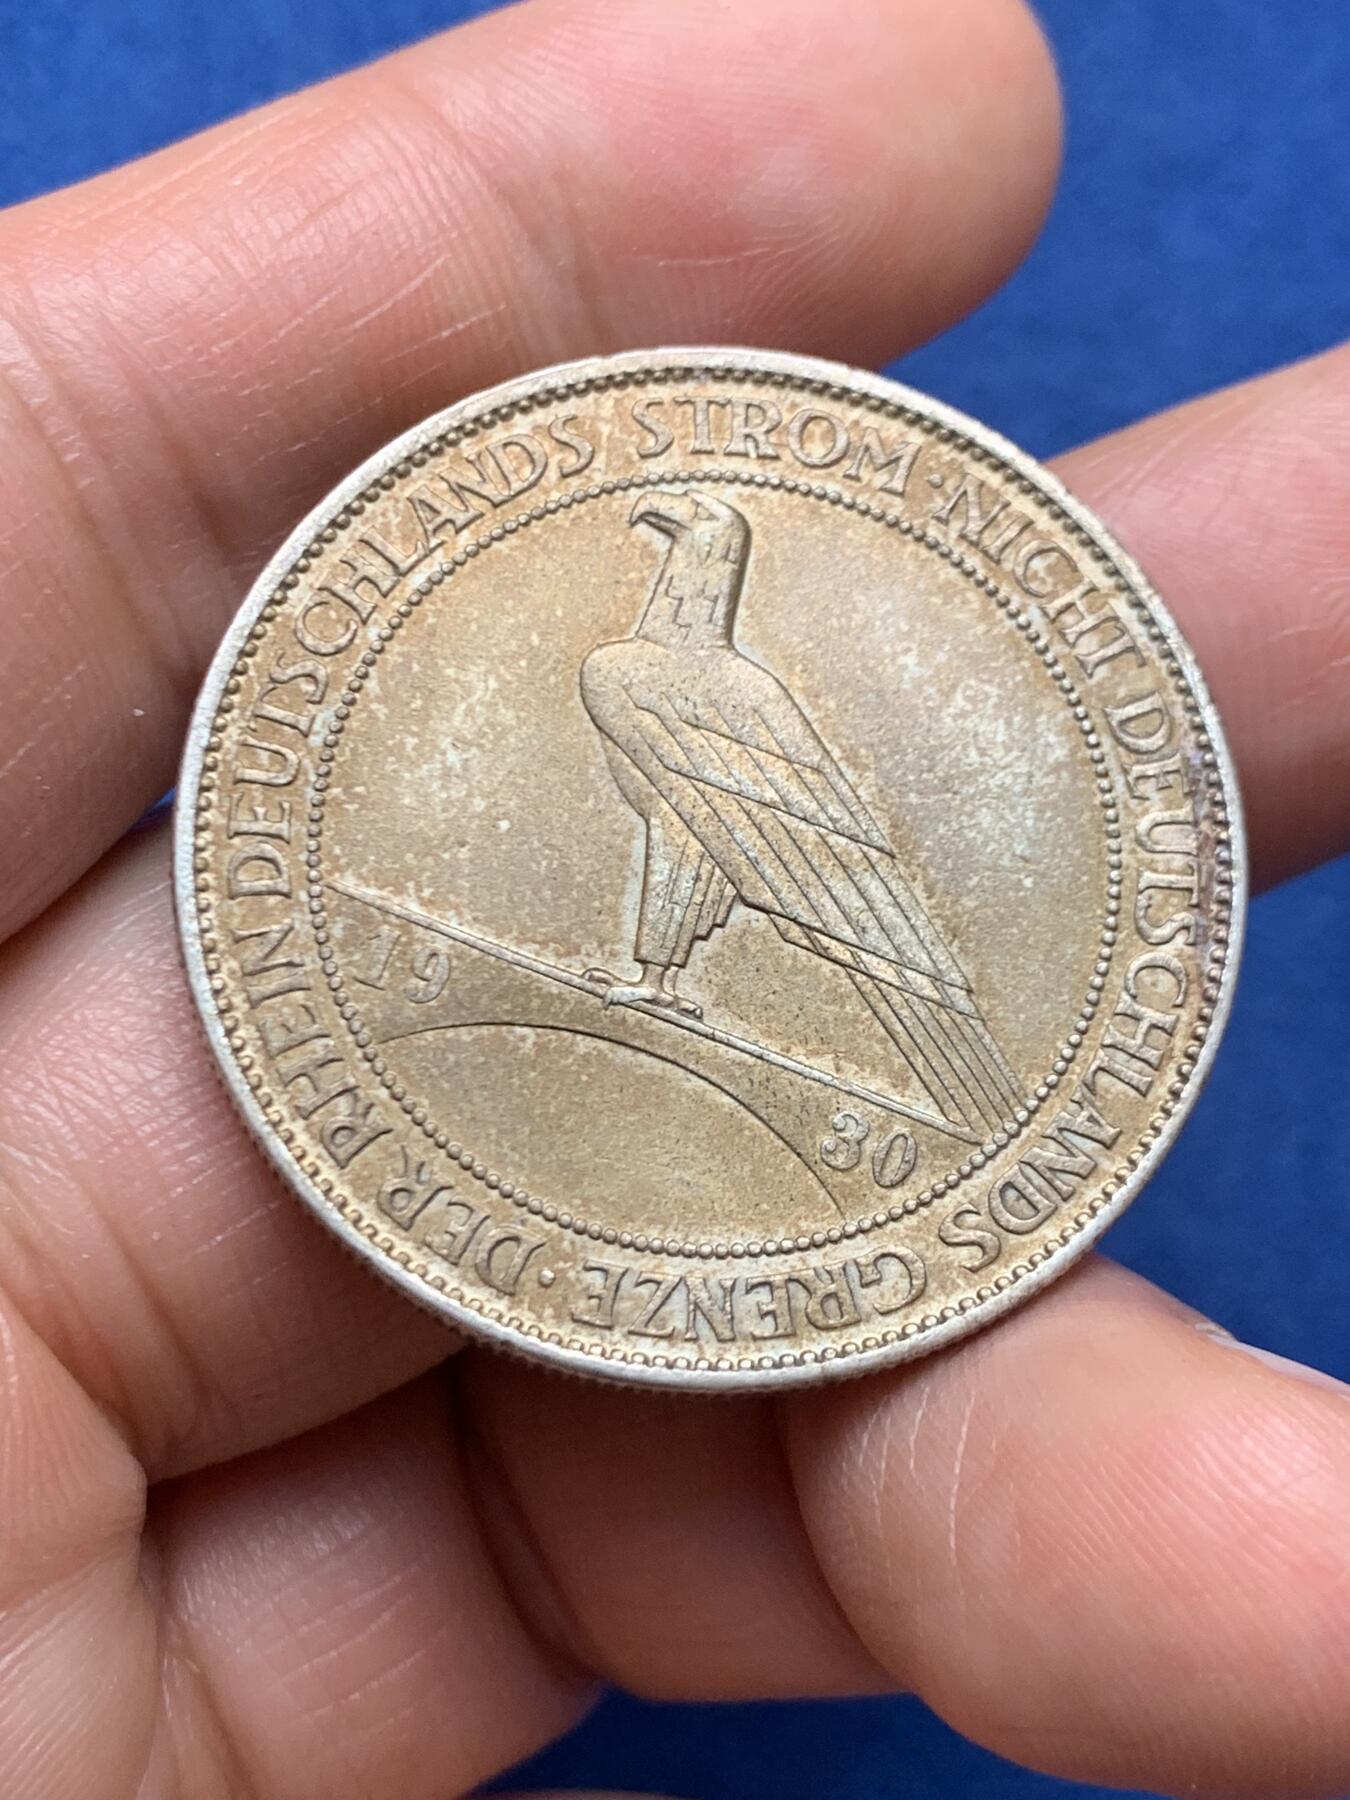 DER RHEIN DEUTSCHLANDS STROM · NICHT DEUTSCHLANDS GRENZE ·
19 30